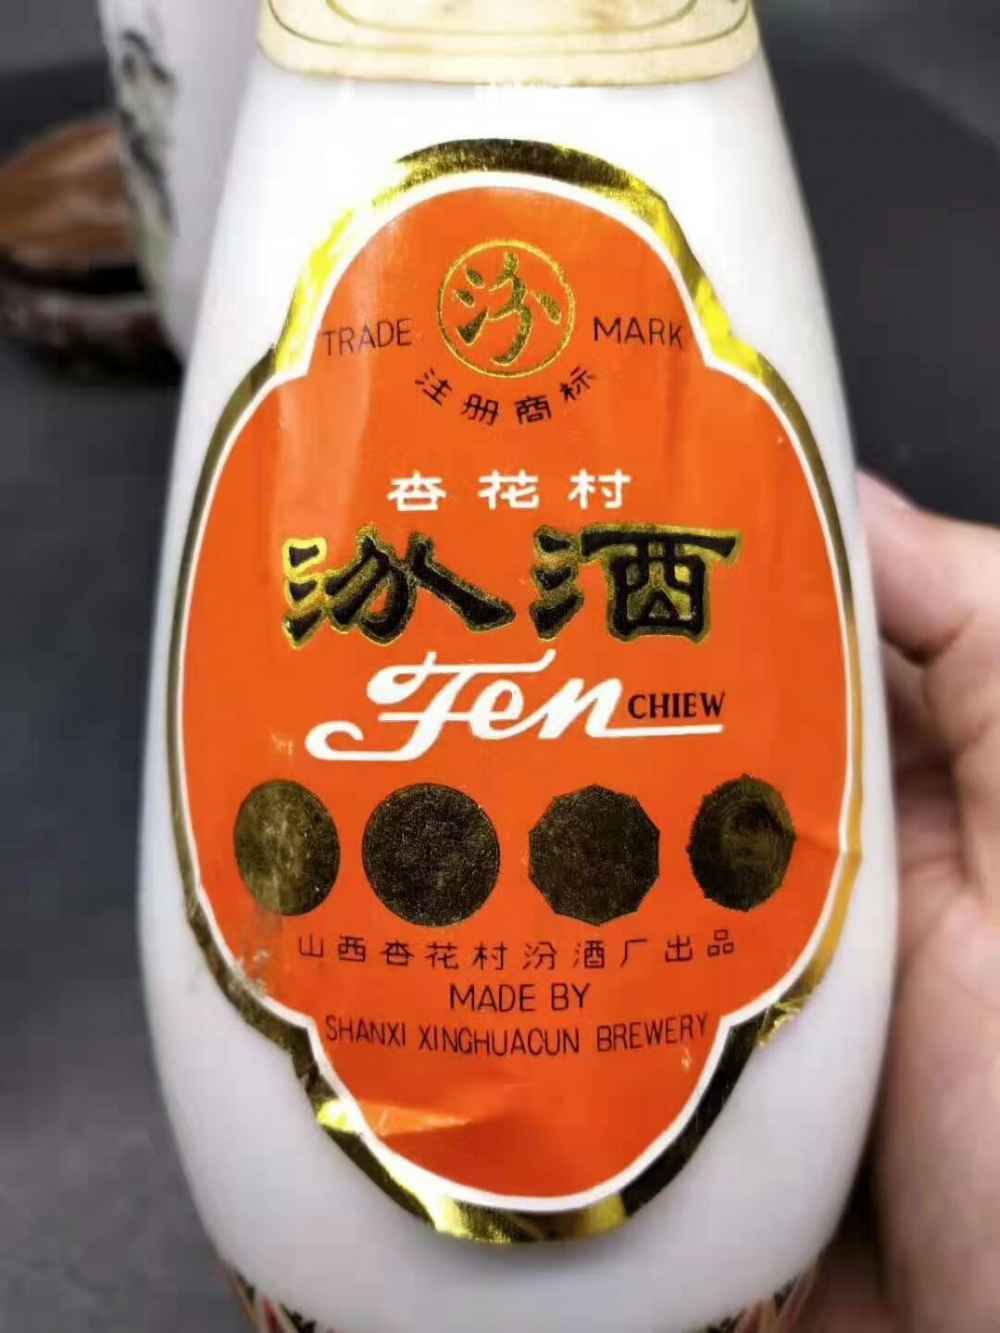 汾
TRADE MARK
注册商标
杏花村
汾酒
Fen CHIEW
山西杏花村汾酒厂出品
MADE BY
SHANXI XINGHUACUN BREWERY